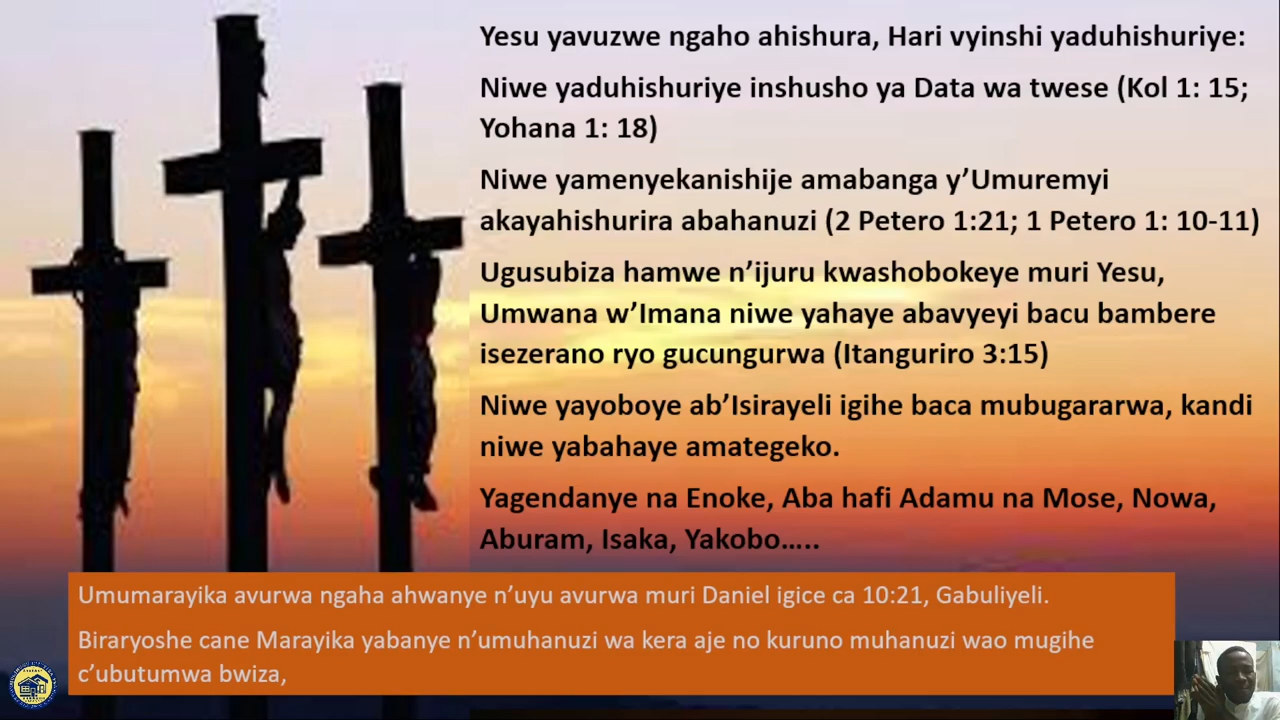 Yesu yavuzwe ngaho ahishura, Hari vyinshi yaduhishuriye:
Niwe yaduhishuriye inshusho ya Data wa twese (Kol 1: 15;
Yohana 1: 18)
Niwe yamenyekanishije amabanga y’Umuremyi
akayahishurira abahanuzi (2 Petero 1:21; 1 Petero 1: 10-11)
Ugusubiza hamwe n’ijuru kwashobokeye muri Yesu,
Umwana w’Imana niwe yahaye abavyeyi bacu bambere
isezerano ryo gucungurwa (Itanguriro 3:15)
Niwe yayoboye ab’Isirayeli igihe baca mubugararwa, kandi
niwe yabahaye amategeko.
Yagendanye na Enoke, Aba hafi Adamu na Mose, Nowa,
Aburam, Isaka, Yakobo…..
Umumarayika avurwa ngaha ahwanye n’uyu avurwa muri Daniel igice ca 10:21, Gabuliyeli.
Biraryoshe cane Marayika yabanye n’umuhanuzi wa kera aje no kuruno muhanuzi wao mugihe
c’ubutumwa bwiza,